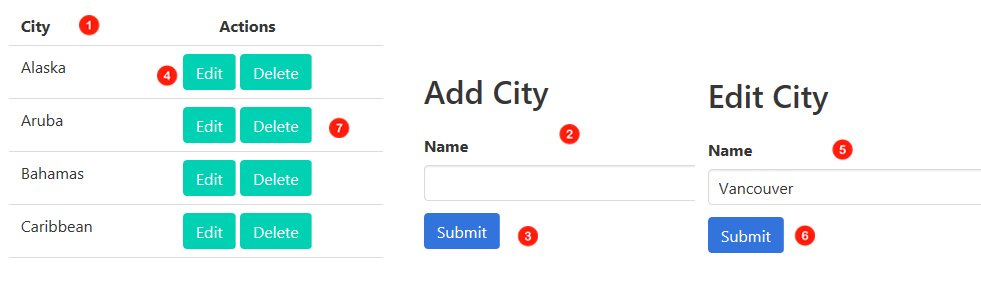 City 1 Actions
Alaska 4 Edit Delete
Aruba Edit Delete 7
Bahamas Edit Delete
Caribbean Edit Delete
Add City
2
Name
Submit 3
Edit City
Name 5
Vancouver
Submit 6